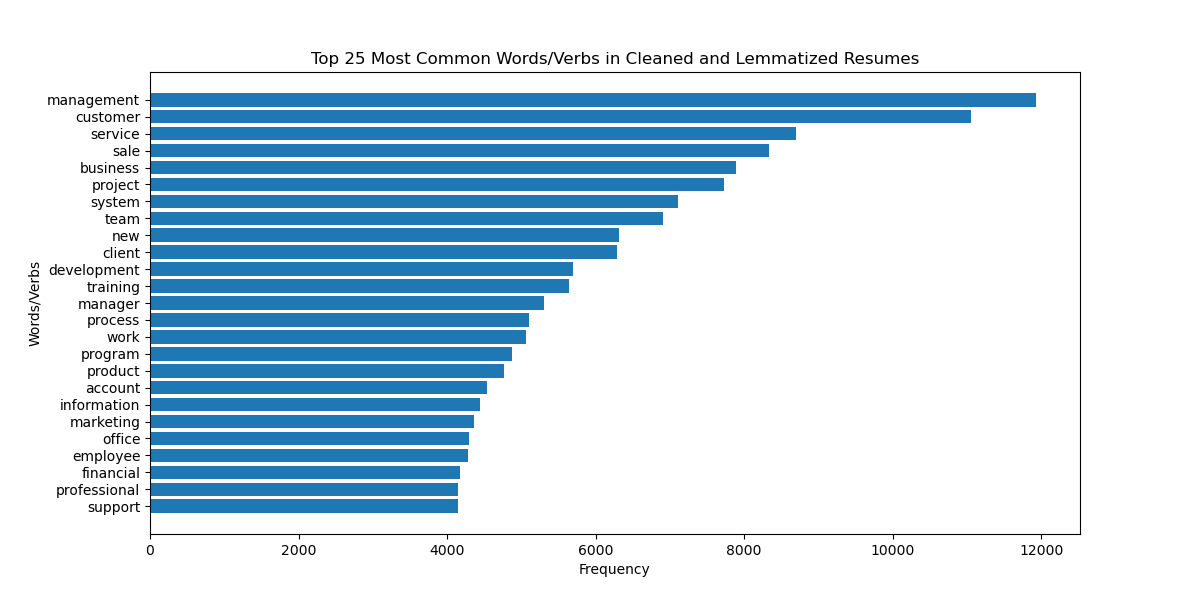 Top 25 Most Common Words/Verbs in Cleaned and Lemmatized Resumes
management
customer
service
sale
business
project
system
team
new
client
development
training
manager
process
work
program
product
account
information
marketing
office
employee
financial
professional
support
Words/Verbs
0 2000 4000 6000 8000 10000 12000
Frequency